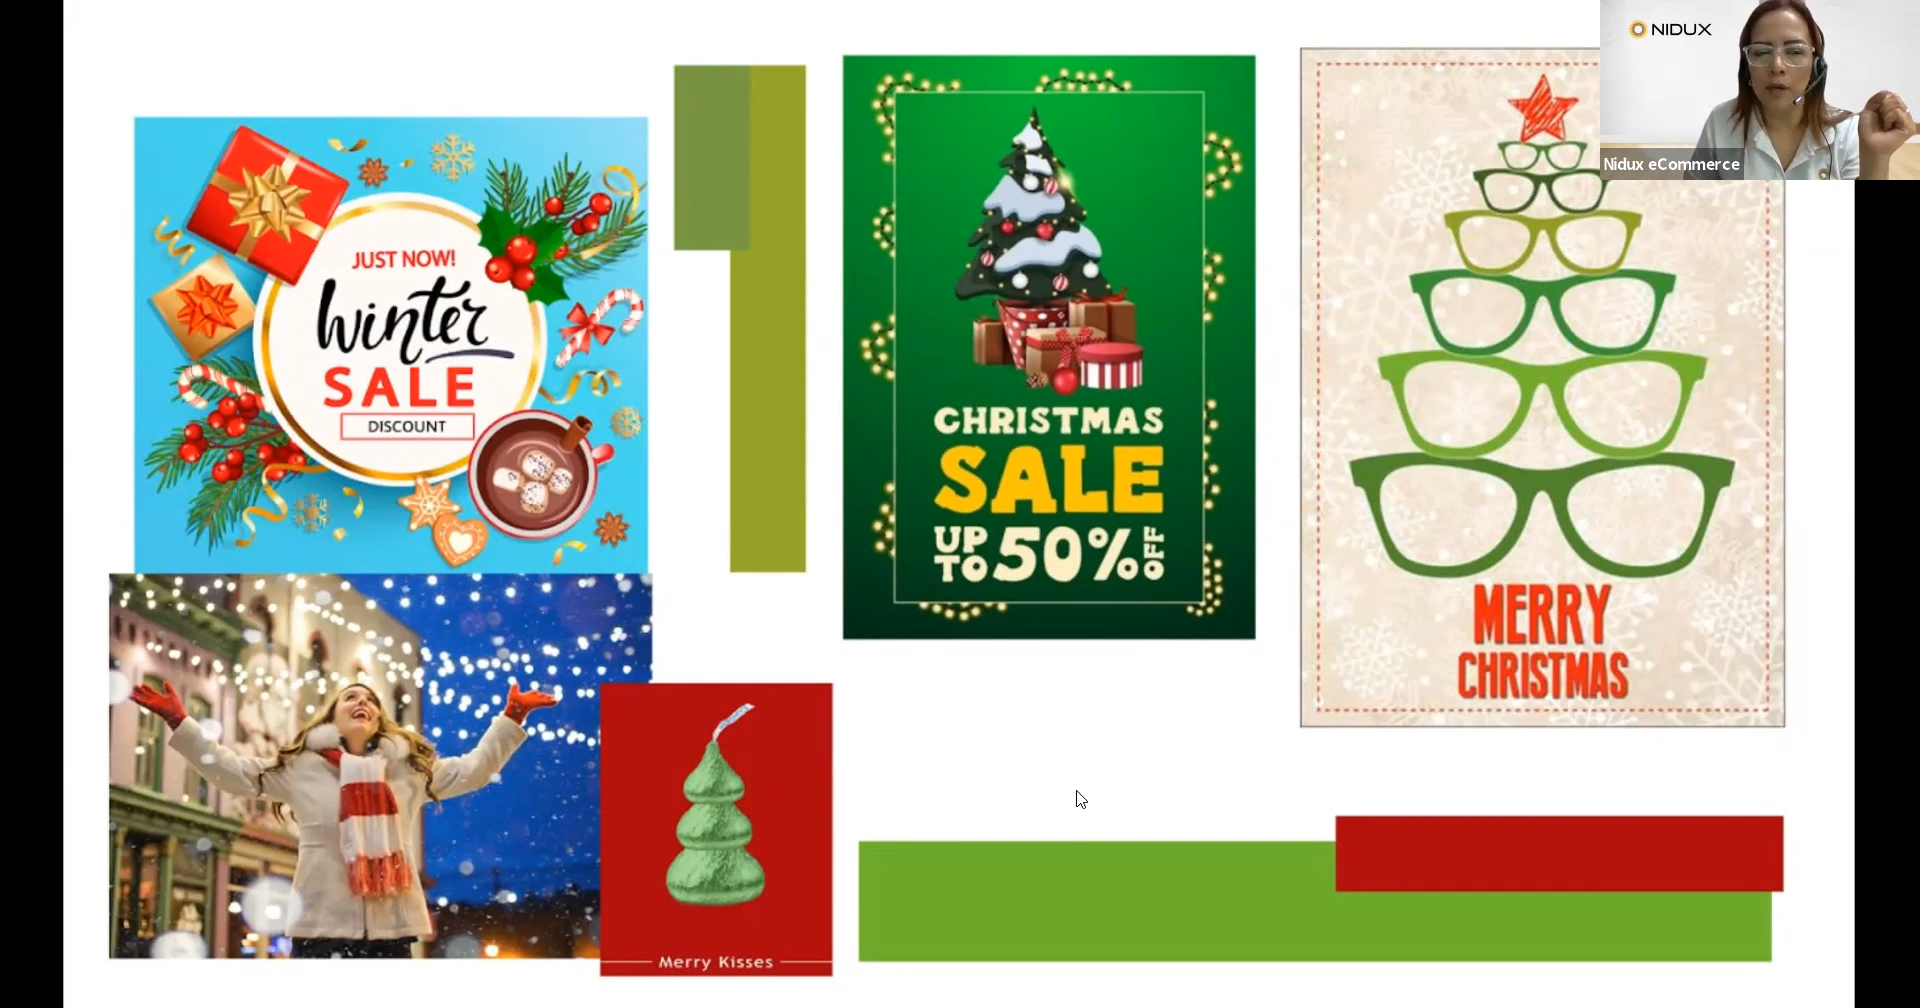 NIDUX
Nidux eCommerce
JUST NOW!
winter
SALE
DISCOUNT
CHRISTMAS
SALE
UP TO 50% OFF
MERRY
CHRISTMAS
Merry Kisses